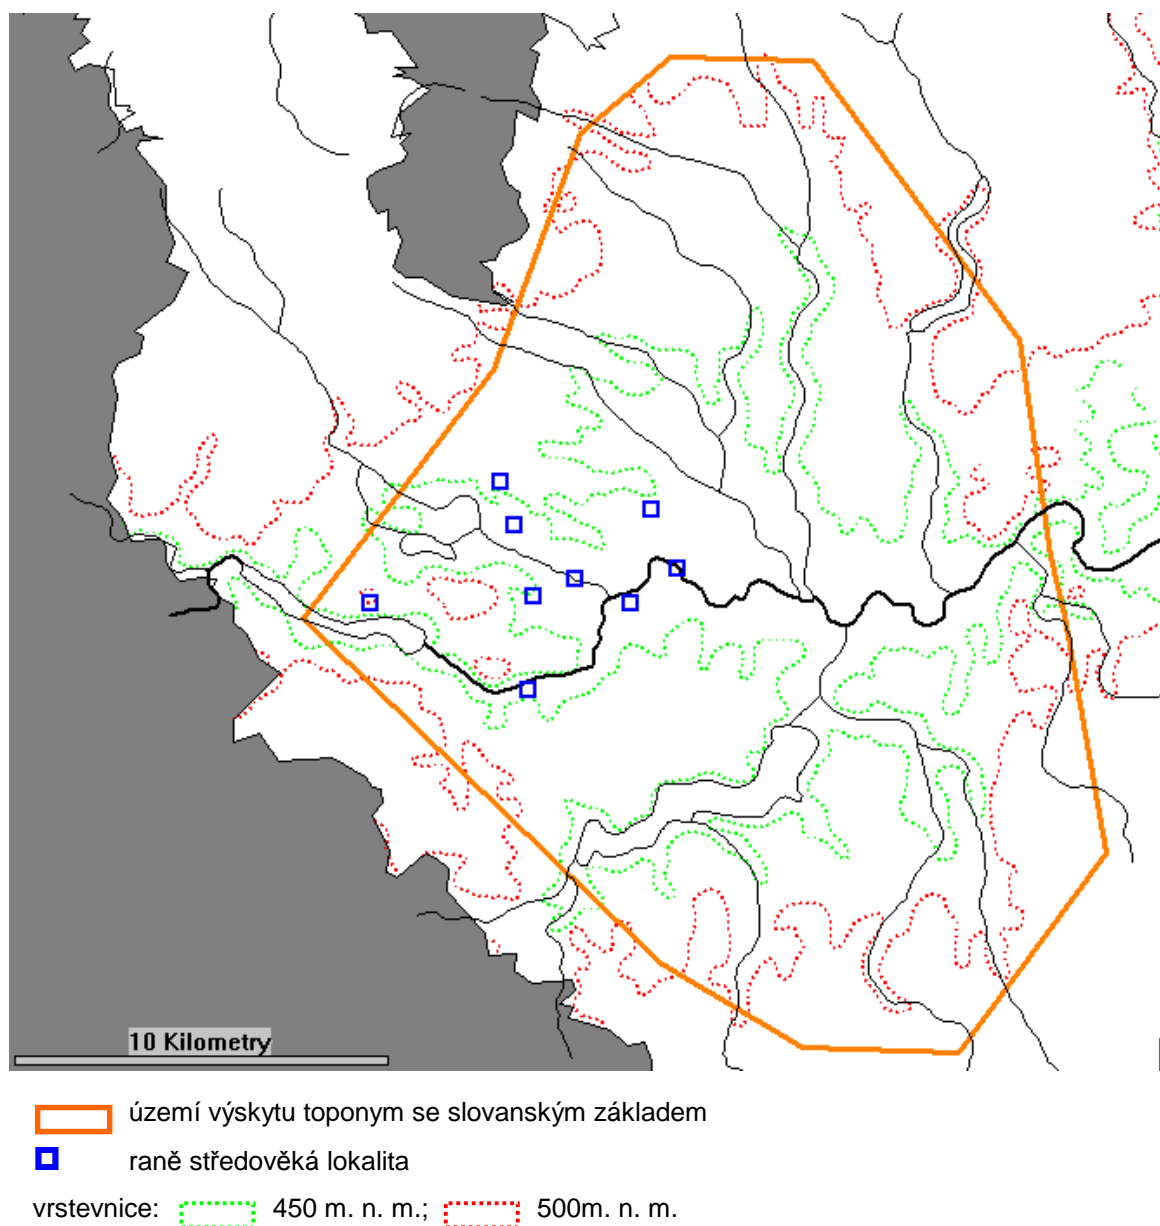 10 Kilometry
území výskytu toponym se slovanským základem
raně středověká lokalita
vrstevnice: 450 m. n. m.; 500m. n. m.